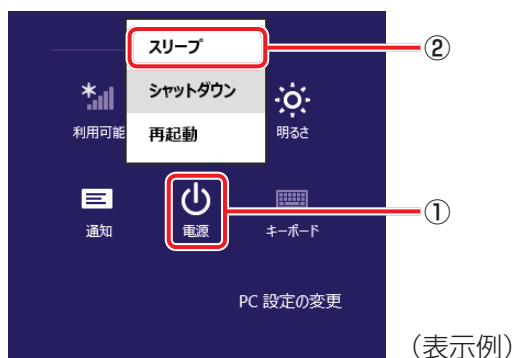 スリープ
②
シャットダウン
利用可能
再起動
明るさ
①
通知
電源
キーボード
PC 設定の変更
（表示例）